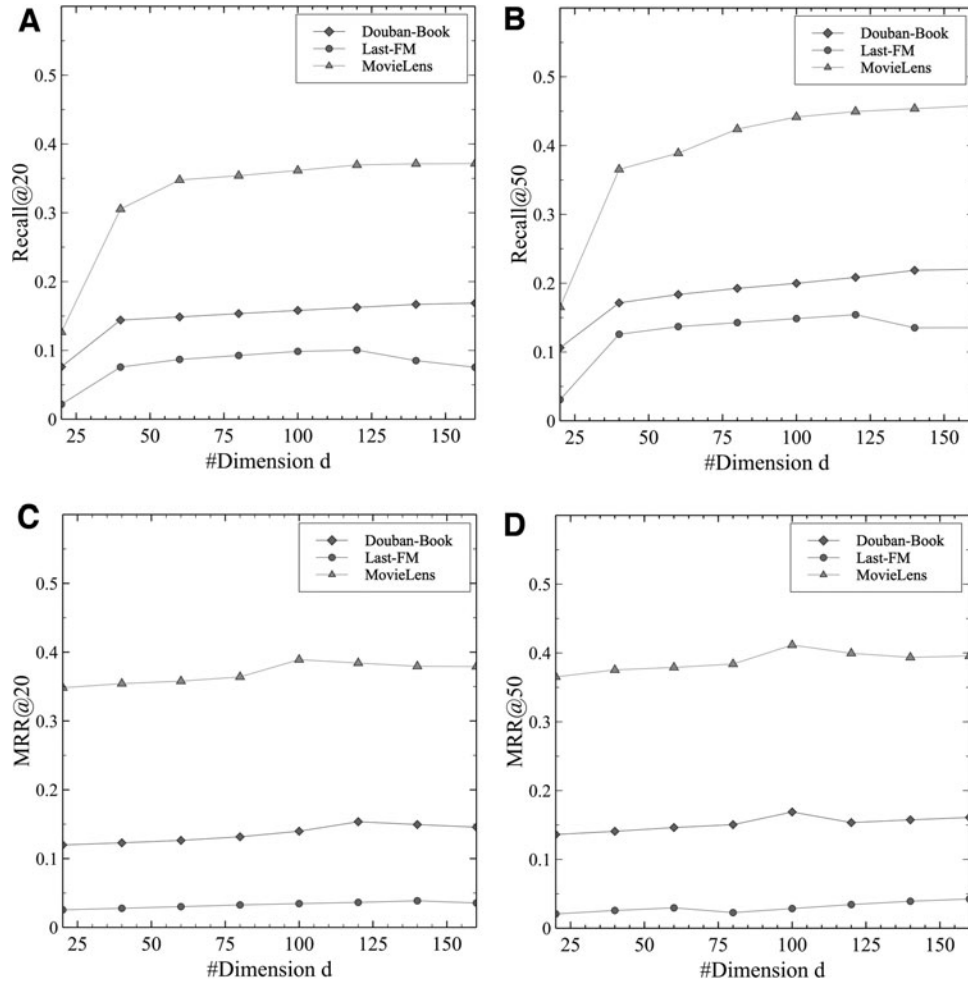 A
Douban-Book
Last-FM
MovieLens
0.5
0.4
0.3
0.2
0.1
0
Recall@20
25 50 75 100 125 150
#Dimension d
B
Douban-Book
Last-FM
MovieLens
0.5
0.4
0.3
0.2
0.1
0
Recall@50
25 50 75 100 125 150
#Dimension d
C
Douban-Book
Last-FM
MovieLens
0.5
0.4
0.3
0.2
0.1
0
MRR@20
25 50 75 100 125 150
#Dimension d
D
Douban-Book
Last-FM
MovieLens
0.5
0.4
0.3
0.2
0.1
0
MRR@50
25 50 75 100 125 150
#Dimension d